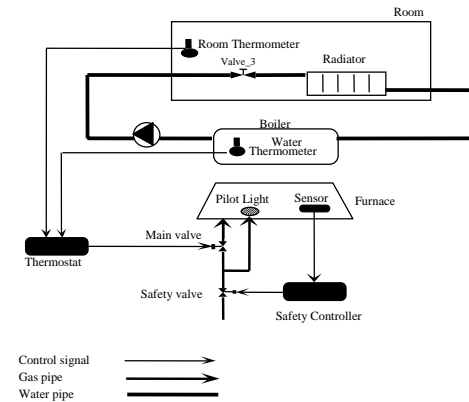 Room
Room Thermometer
Valve_3
Radiator
Boiler
Water
Thermometer
Pilot Light
Sensor
Furnace
Main valve
Thermostat
Safety valve
Safety Controller
Control signal
Gas pipe
Water pipe